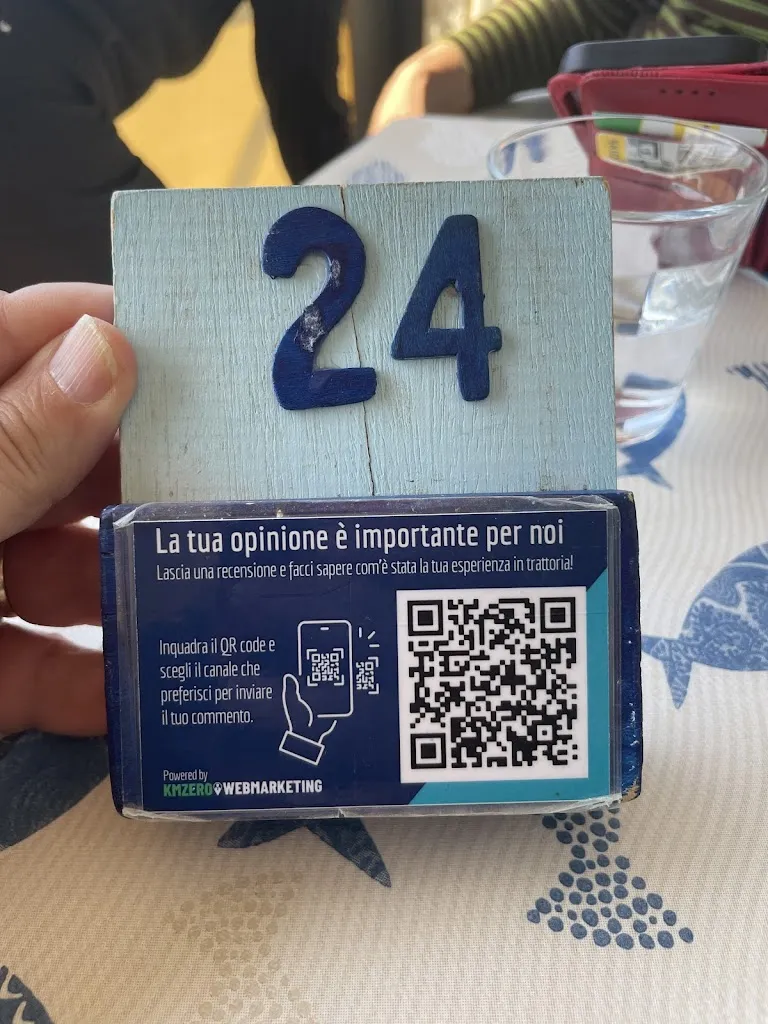 24
La tua opinione è importante per noi
Lascia una recensione e facci sapere com'è stata la tua esperienza in trattoria!
Inquadra il QR code e
scegli il canale che
preferisci per inviare
il tuo commento.
Powered by
KMZERO WEBMARKETING